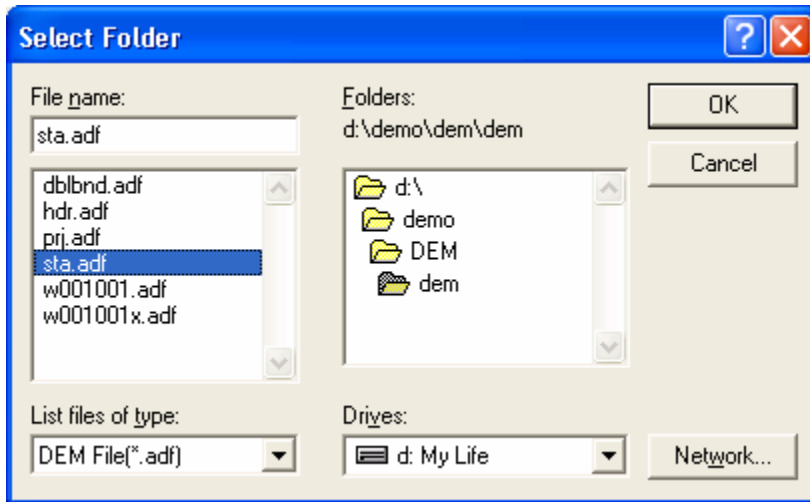 Select Folder
File name:
sta.adf
dblbnd.adf
hdr.adf
prj.adf
sta.adf
w001001.adf
w001001x.adf
List files of type:
DEM File(*.adf)
Folders:
d:\demo\dem\dem
d:\
demo
DEM
dem
Drives:
d: My Life
OK
Cancel
Network...